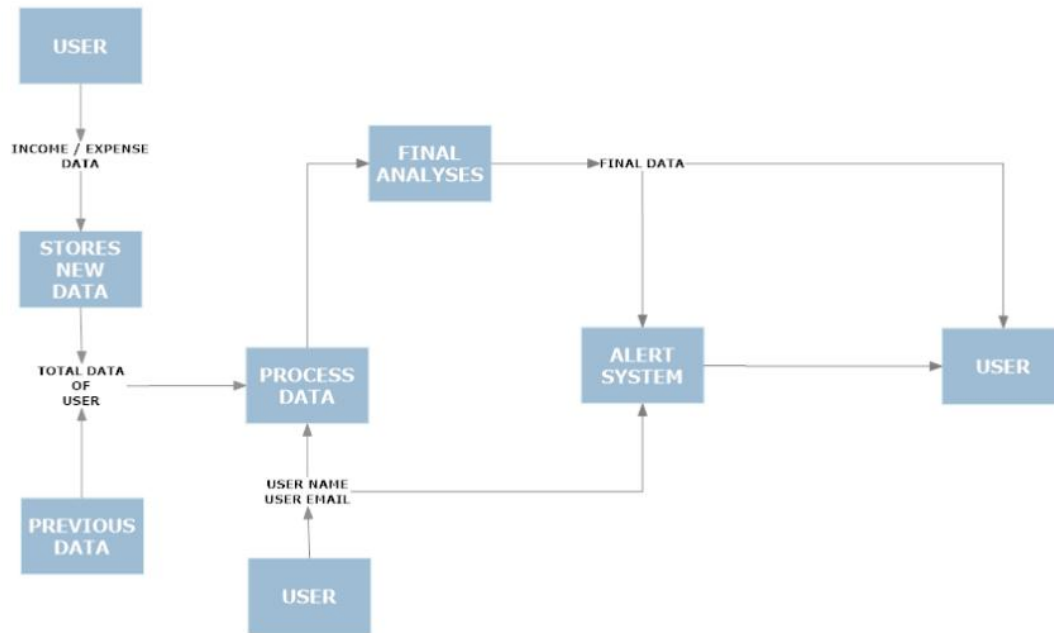 USER
INCOME / EXPENSE
DATA
STORES
NEW
DATA
TOTAL DATA
OF
USER
PREVIOUS
DATA
PROCESS
DATA
USER NAME
USER EMAIL
USER
FINAL
ANALYSES
FINAL DATA
ALERT
SYSTEM
USER